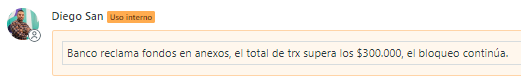 Diego San Uso interno
Banco reclama fondos en anexos, el total de trx supera los $300.000, el bloqueo continúa.